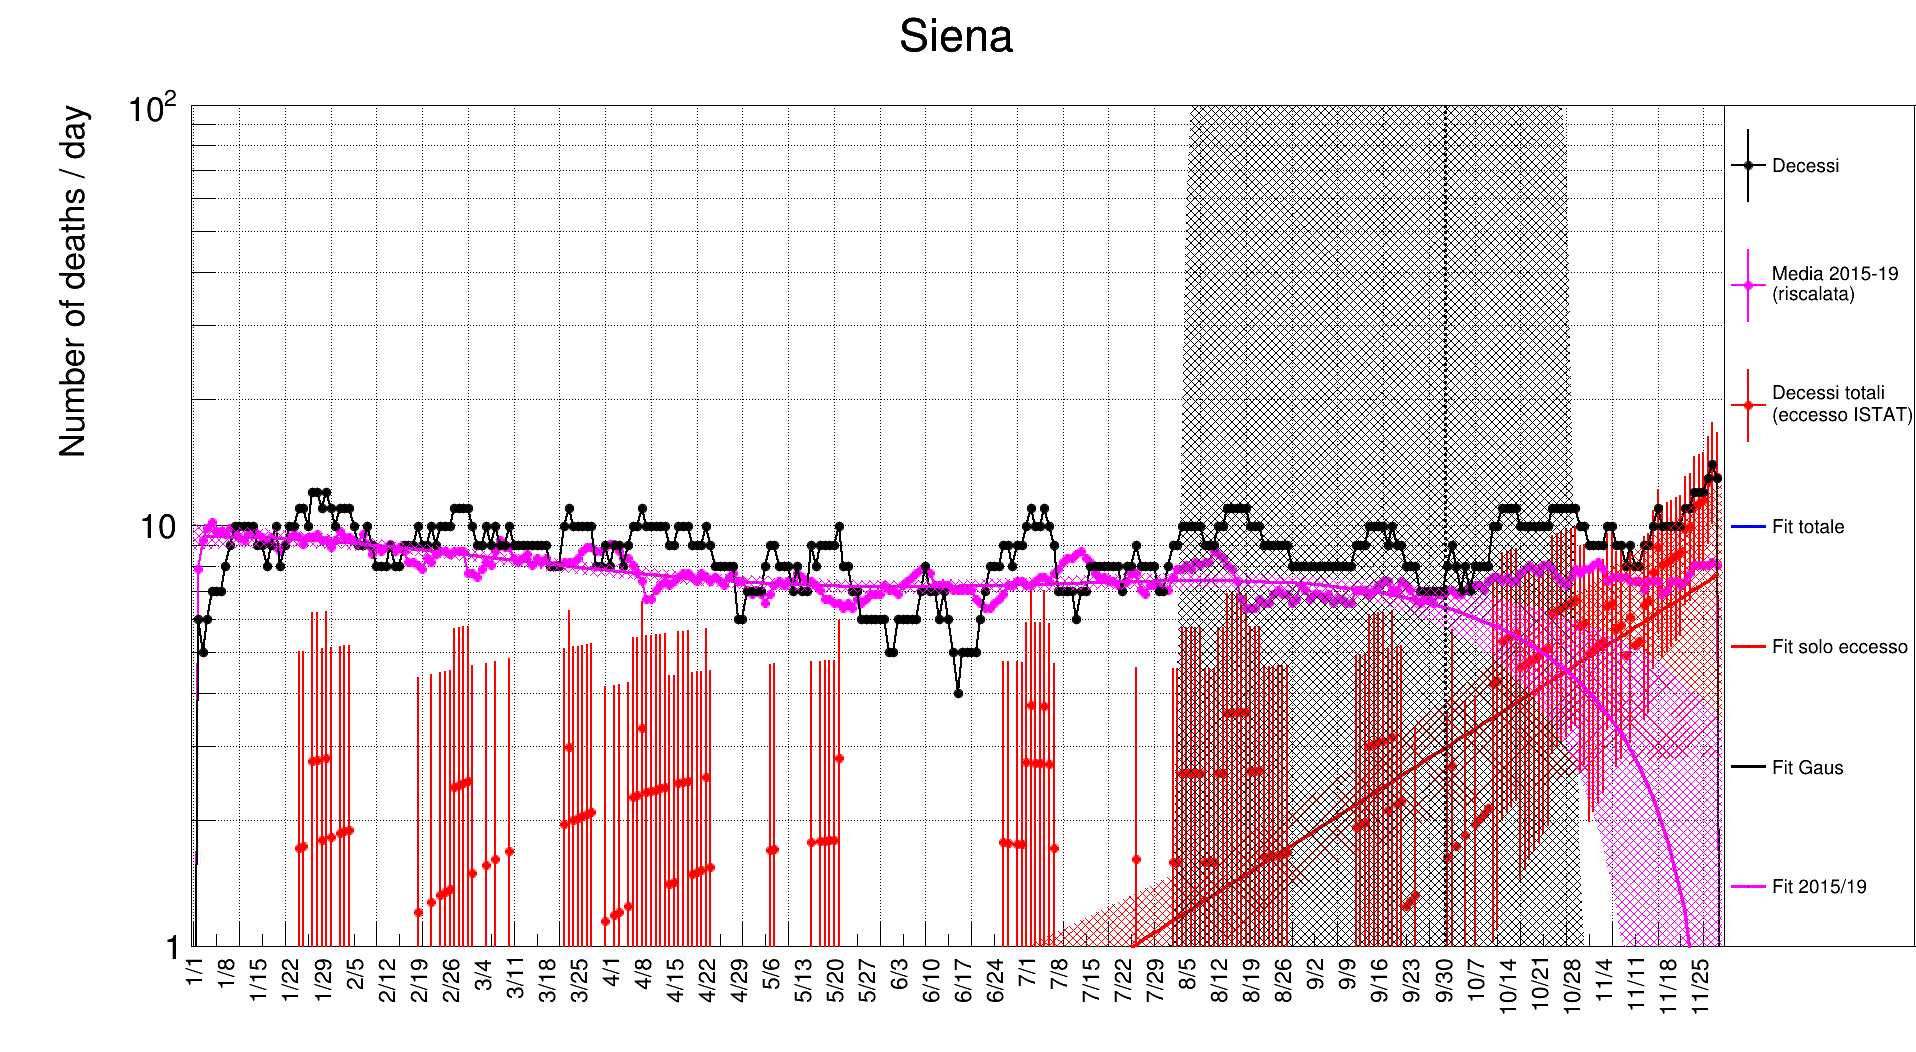 Siena
Number of deaths / day
10²
10
1
1/1 1/8 1/15 1/22 1/29 2/5 2/12 2/19 2/26 3/4 3/11 3/18 3/25 4/1 4/8 4/15 4/22 4/29 5/6 5/13 5/20 5/27 6/3 6/10 6/17 6/24 7/1 7/8 7/15 7/22 7/29 8/5 8/12 8/19 8/26 9/2 9/9 9/16 9/23 9/30 10/7 10/14 10/21 10/28 11/4 11/11 11/18 11/25
Decessi
Media 2015-19
(riscalata)
Decessi totali
(eccesso ISTAT)
Fit totale
Fit solo eccesso
Fit Gaus
Fit 2015/19